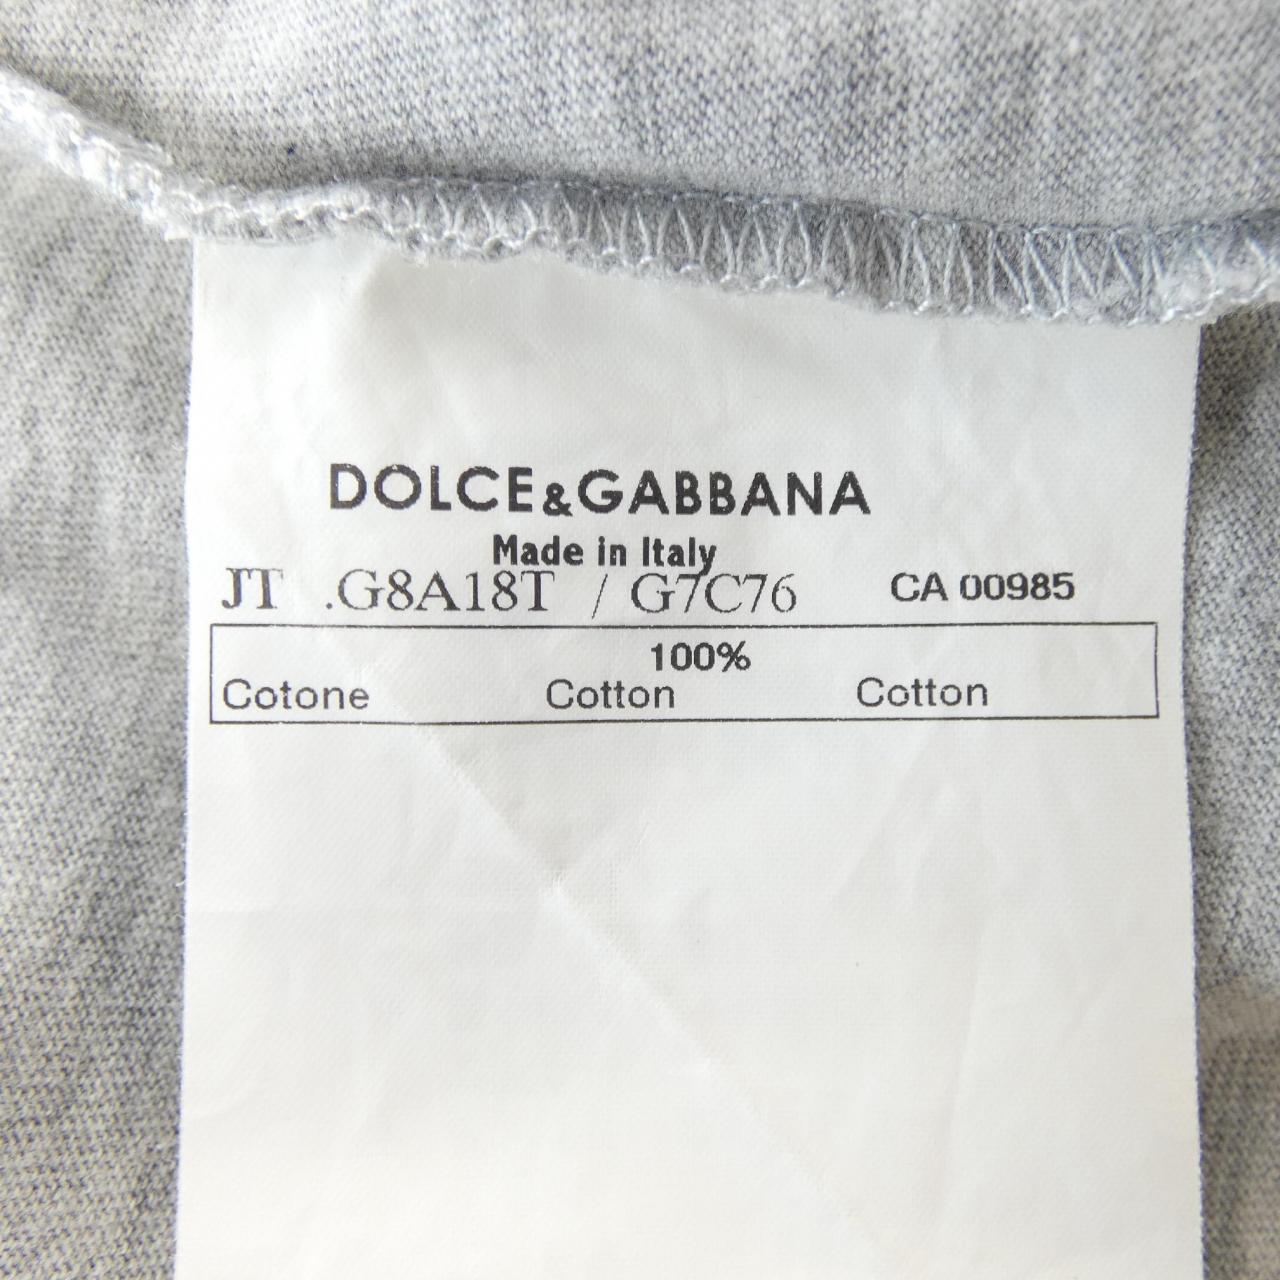 DOLCE&GABBANA
Made in Italy
JT .G8A18T / G7C76 CA 00985
100%
Cotone Cotton Cotton